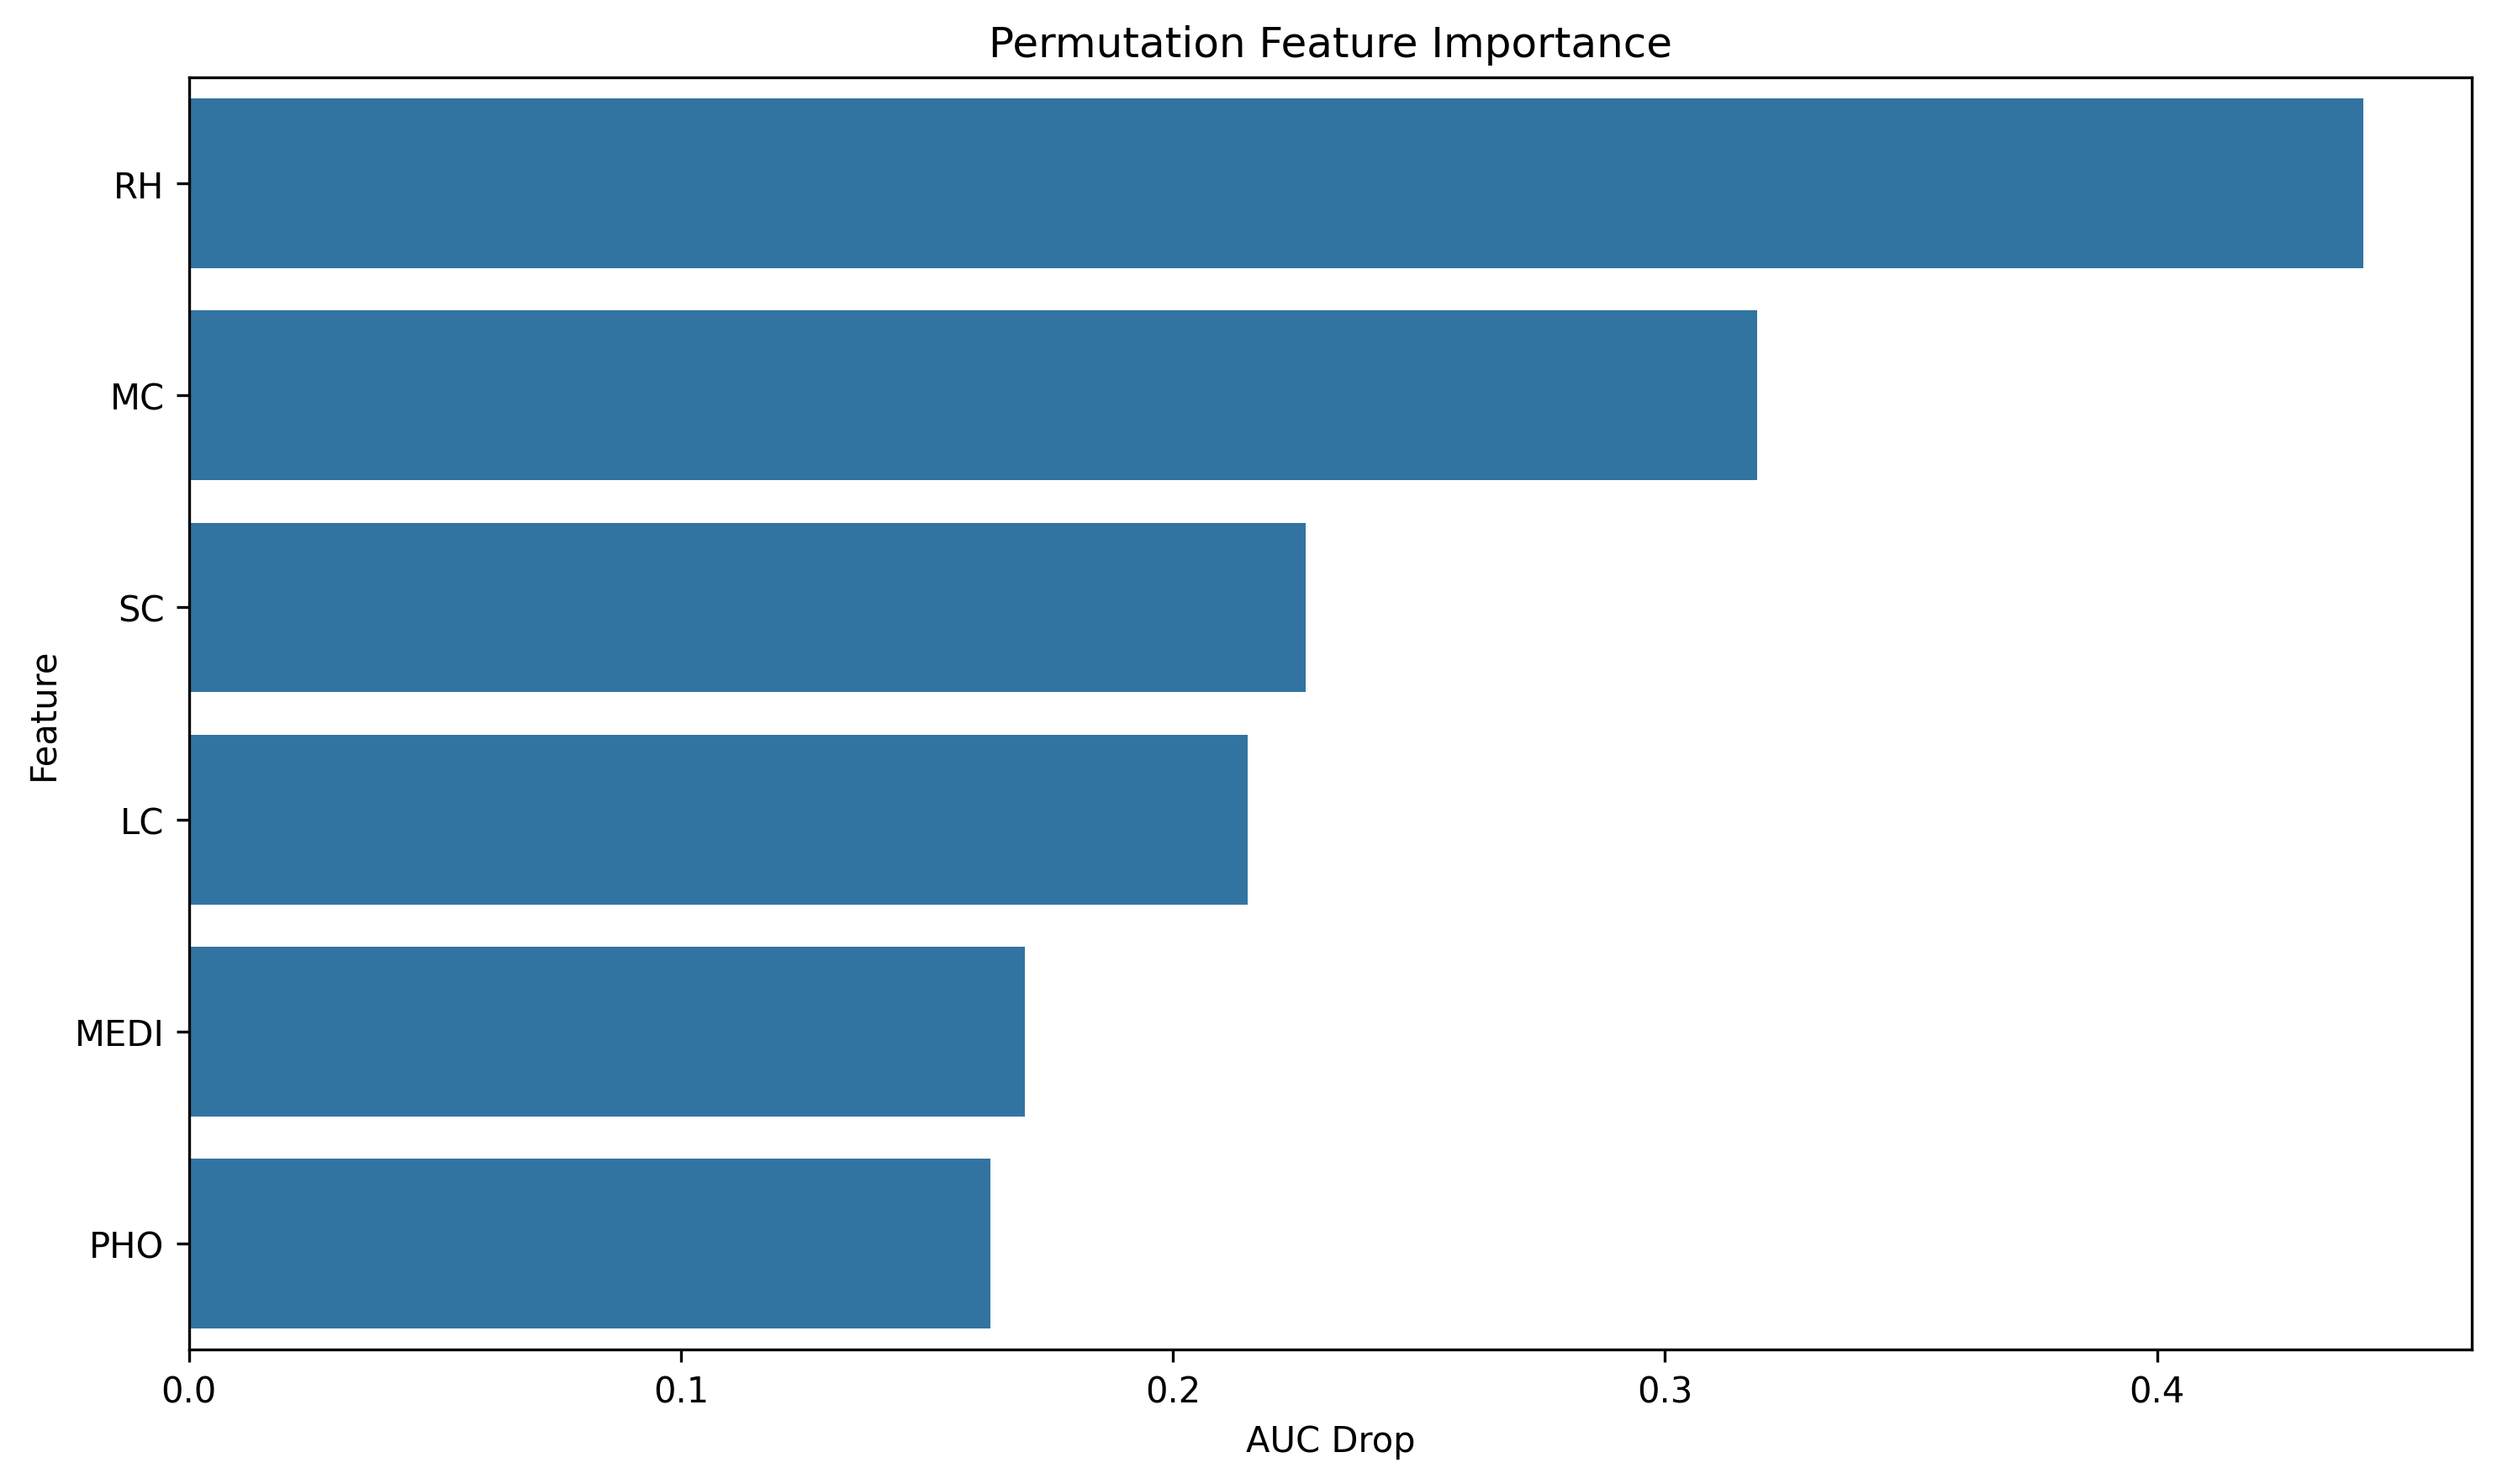 Permutation Feature Importance
RH
MC
SC
LC
MEDI
PHO
Feature
0.0 0.1 0.2 0.3 0.4
AUC Drop